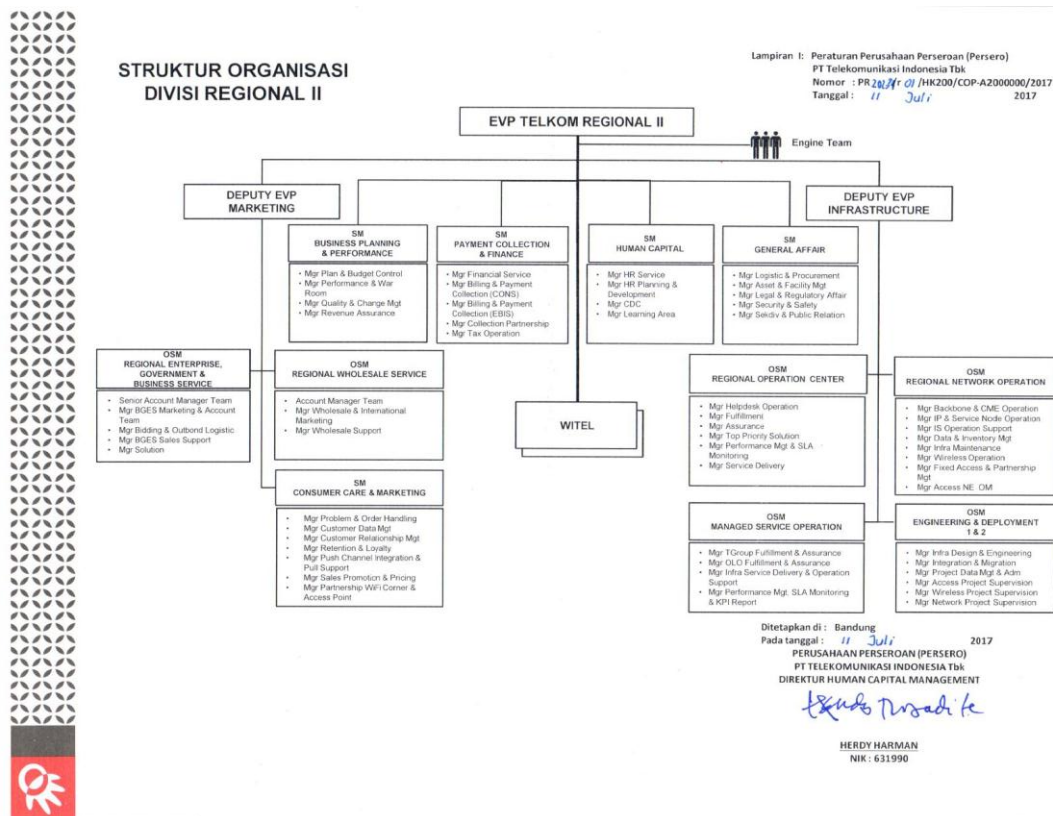 STRUKTUR ORGANISASI
DIVISI REGIONAL II
Lampiran I: Peraturan Perusahaan Perseroan (Persero)
PT Telekomunikasi Indonesia Tbk
Nomor : PR /r 01 /HK200/COP-A2000000/2017
Tanggal : 11 Juli 2017
EVP TELKOM REGIONAL II
Engine Team
DEPUTY EVP
MARKETING
DEPUTY EVP
INFRASTRUCTURE
SM
BUSINESS PLANNING
& PERFORMANCE
• Mgr Plan & Budget Control
• Mgr Performance & War
Room
• Mgr Quality & Change Mgt
• Mgr Revenue Assurance
SM
PAYMENT COLLECTION
& FINANCE
• Mgr Financial Service
• Mgr Billing & Payment
Collection (CONS)
• Mgr Billing & Payment
Collection (EBIS)
• Mgr Collection Partnership
• Mgr Tax Operation
SM
HUMAN CAPITAL
• Mgr HR Service
• Mgr HR Planning &
Development
• Mgr CDC
• Mgr Learning Area
SM
GENERAL AFFAIR
• Mgr Logistic & Procurement
• Mgr Asset & Facility Mgt
• Mgr Legal & Regulatory Affair
• Mgr Security & Safety
• Mgr Sekdiv & Public Relation
OSM
REGIONAL ENTERPRISE,
GOVERNMENT &
BUSINESS SERVICE
• Senior Account Manager Team
• Mgr BGES Marketing & Account
Team
• Mgr Bidding & Outbond Logistic
• Mgr BGES Sales Support
• Mgr Solution
OSM
REGIONAL WHOLESALE SERVICE
• Account Manager Team
• Mgr Wholesale & International
Marketing
• Mgr Wholesale Support
WITEL
OSM
REGIONAL OPERATION CENTER
• Mgr Helpdesk Operation
• Mgr Fulfillment
• Mgr Assurance
• Mgr Top Priority Solution
• Mgr Performance Mgt & SLA
Monitoring
• Mgr Service Delivery
OSM
REGIONAL NETWORK OPERATION
• Mgr Backbone & CME Operation
• Mgr IP & Service Node Operation
• Mgr IS Operation Support
• Mgr Data & Inventory Mgt
• Mgr Infra Maintenance
• Mgr Wireless Operation
• Mgr Fixed Access & Partnership
Mgt
• Mgr Access NE OM
SM
CONSUMER CARE & MARKETING
• Mgr Problem & Order Handling
• Mgr Customer Data Mgt
• Mgr Customer Relationship Mgt
• Mgr Retention & Loyalty
• Mgr Push Channel Integration &
Pull Support
• Mgr Sales Promotion & Pricing
• Mgr Partnership WiFi Corner &
Access Point
OSM
MANAGED SERVICE OPERATION
• Mgr TGroup Fulfillment & Assurance
• Mgr OLO Fulfillment & Assurance
• Mgr Infra Service Delivery & Operation
Support
• Mgr Performance Mgt, SLA Monitoring
& KPI Report
OSM
ENGINEERING & DEPLOYMENT
1 & 2
• Mgr Infra Design & Engineering
• Mgr Integration & Migration
• Mgr Project Data Mgt & Adm
• Mgr Access Project Supervision
• Mgr Wireless Project Supervision
• Mgr Network Project Supervision
Ditetapkan di : Bandung
Pada tanggal : 11 Juli 2017
PERUSAHAAN PERSEROAN (PERSERO)
PT TELEKOMUNIKASI INDONESIA Tbk
DIREKTUR HUMAN CAPITAL MANAGEMENT
HERDY HARMAN
NIK : 631990